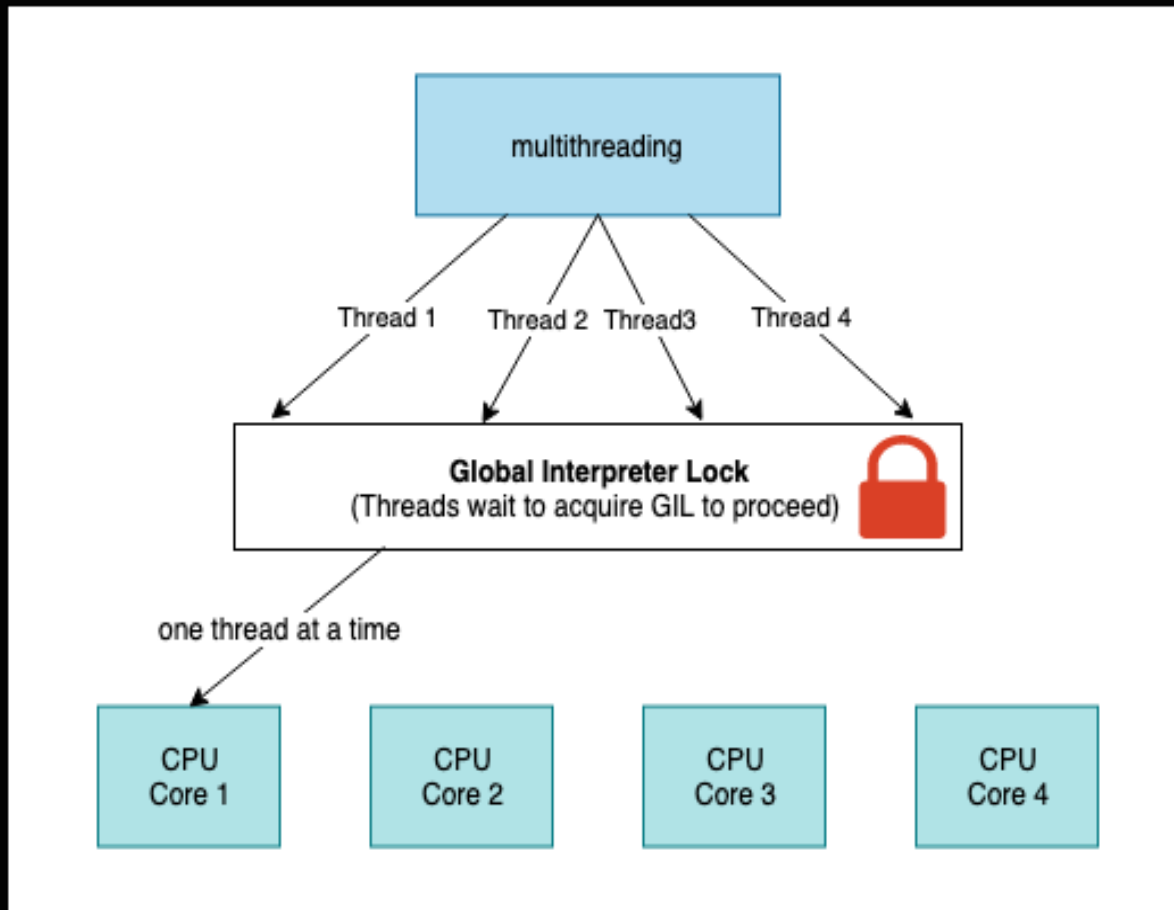 multithreading
Thread 1
Thread 2
Thread3
Thread 4
Global Interpreter Lock
(Threads wait to acquire GIL to proceed)
one thread at a time
CPU
Core 1
CPU
Core 2
CPU
Core 3
CPU
Core 4